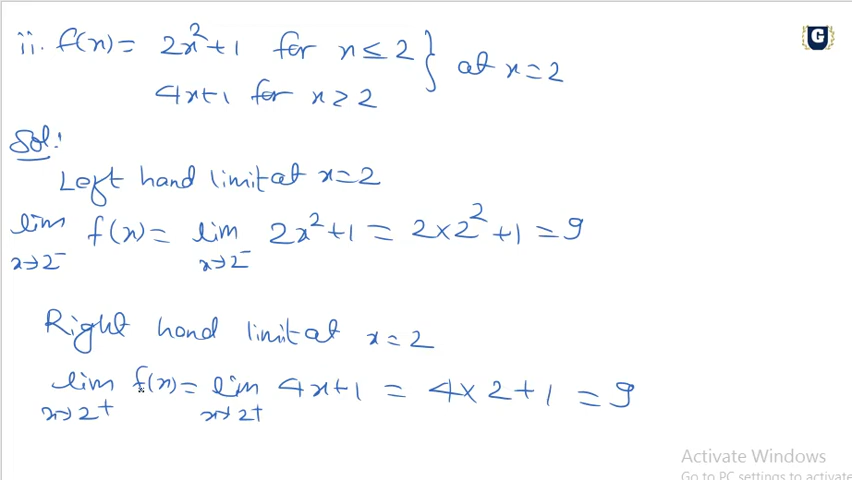 ii. f(x) = 2x²+1 for x ≤ 2 } at x = 2
4x+1 for x ≥ 2
Sol:
Left hand limit at x = 2
lim f(x) = lim 2x²+1 = 2×2²+1 = 9
x→2⁻ x→2⁻
Right hand limit at x = 2
lim f(x) = lim 4x+1 = 4×2+1 = 9
x→2+ x→2+
G
Activate Windows
Go to PC settings to activate